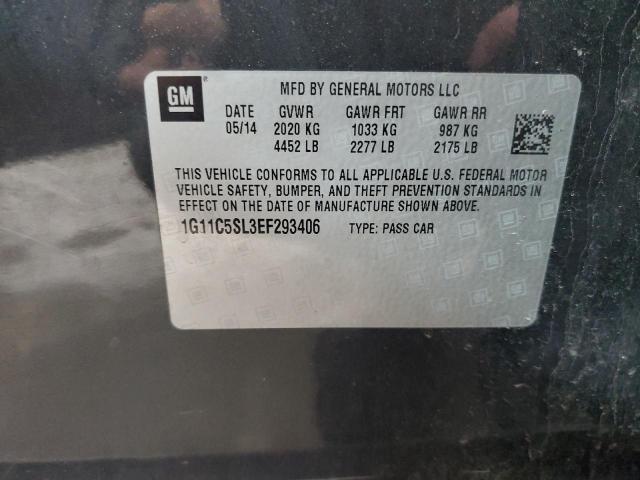 GM
MFD BY GENERAL MOTORS LLC
DATE GVWR GAWR FRT GAWR RR
05/14 2020 KG 1033 KG 987 KG
4452 LB 2277 LB 2175 LB
THIS VEHICLE CONFORMS TO ALL APPLICABLE U.S. FEDERAL MOTOR
VEHICLE SAFETY, BUMPER, AND THEFT PREVENTION STANDARDS IN
EFFECT ON THE DATE OF MANUFACTURE SHOWN ABOVE.
1G11C5SL3EF293406 TYPE: PASS CAR